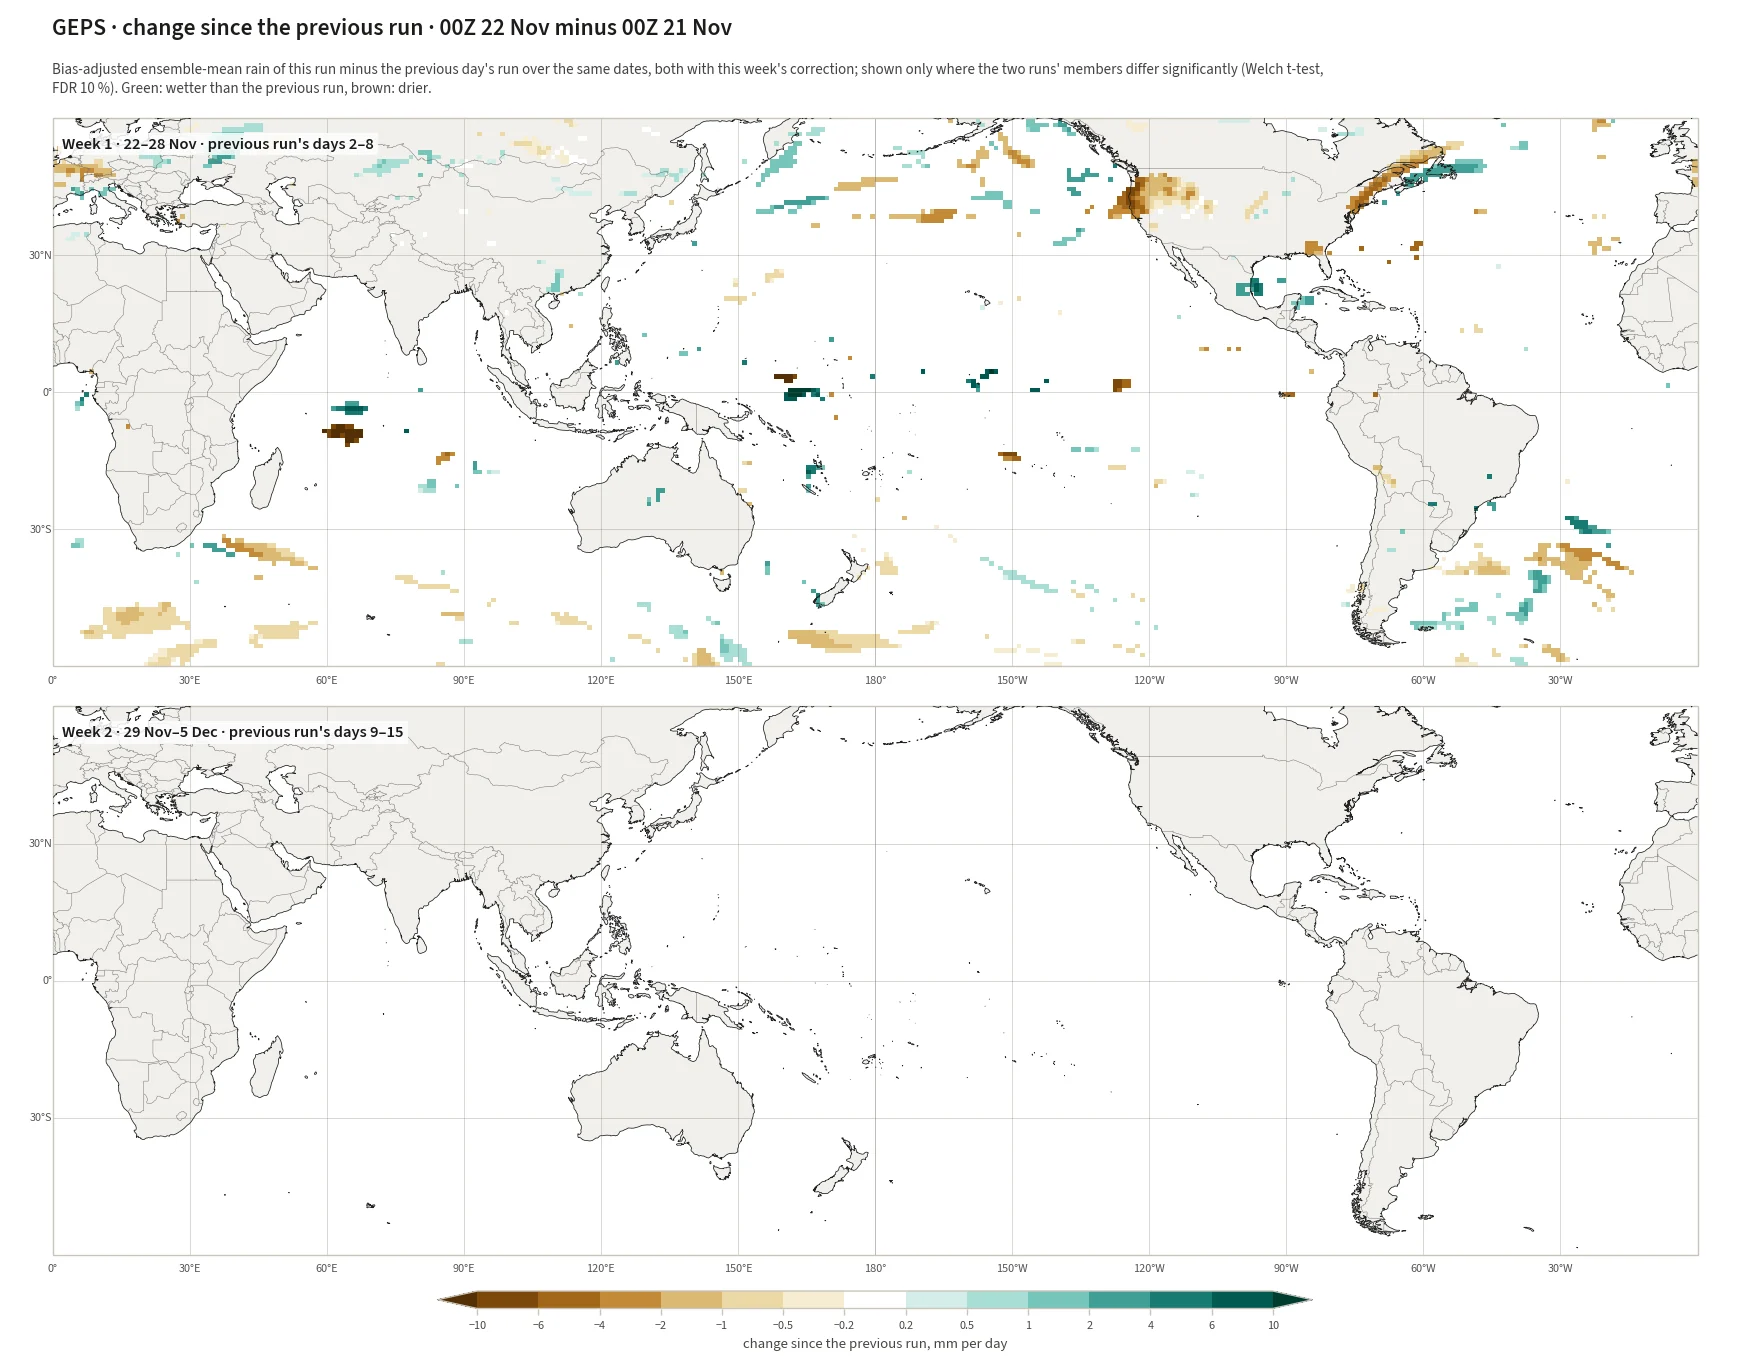 GEPS · change since the previous run · 00Z 22 Nov minus 00Z 21 Nov
Bias-adjusted ensemble-mean rain of this run minus the previous day's run over the same dates, both with this week's correction; shown only where the two runs' members differ significantly (Welch t-test,
FDR 10 %). Green: wetter than the previous run, brown: drier.
Week 1 · 22–28 Nov · previous run's days 2–8
30°N
0°
30°S
0° 30°E 60°E 90°E 120°E 150°E 180° 150°W 120°W 90°W 60°W 30°W
Week 2 · 29 Nov–5 Dec · previous run's days 9–15
30°N
0°
30°S
0° 30°E 60°E 90°E 120°E 150°E 180° 150°W 120°W 90°W 60°W 30°W
−10 −6 −4 −2 −1 −0.5 −0.2 0.2 0.5 1 2 4 6 10
change since the previous run, mm per day